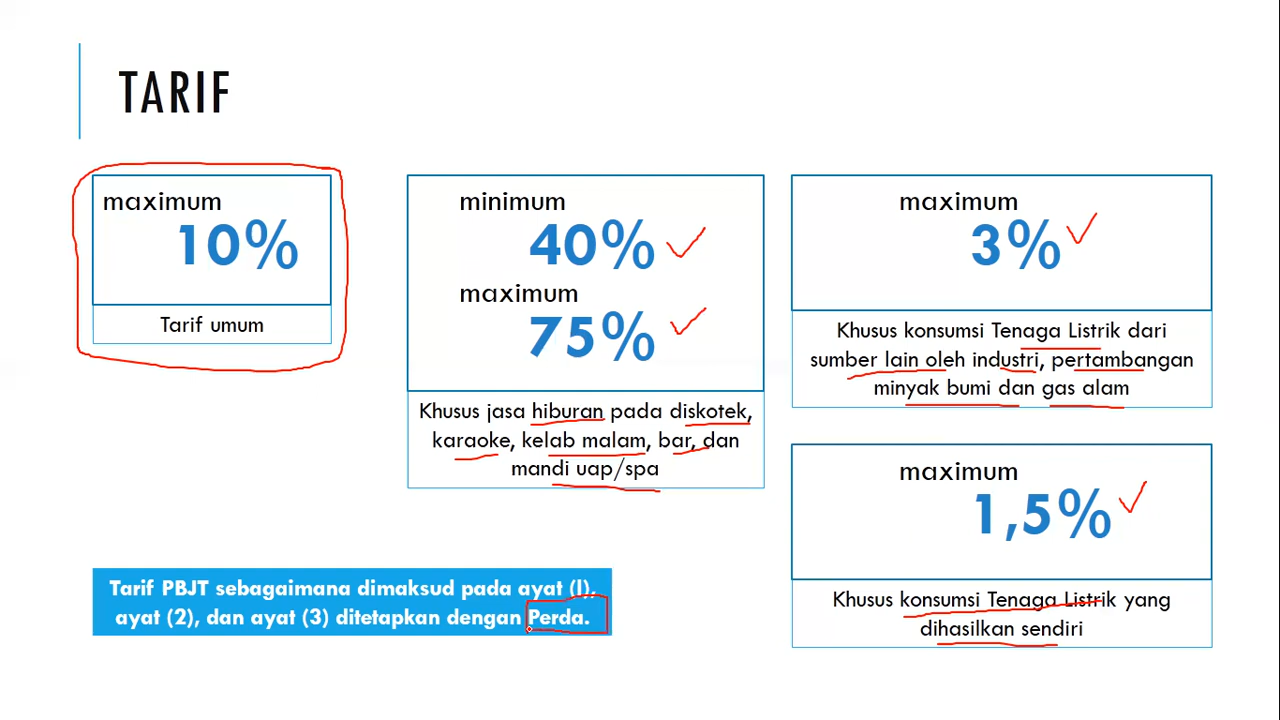 TARIF
maximum
10%
Tarif umum
minimum
40%
maximum
75%
Khusus jasa hiburan pada diskotek,
karaoke, kelab malam, bar, dan
mandi uap/spa
maximum
3%
Khusus konsumsi Tenaga Listrik dari
sumber lain oleh industri, pertambangan
minyak bumi dan gas alam
maximum
1,5%
Khusus konsumsi Tenaga Listrik yang
dihasilkan sendiri
Tarif PBJT sebagaimana dimaksud pada ayat (l),
ayat (2), dan ayat (3) ditetapkan dengan Perda.